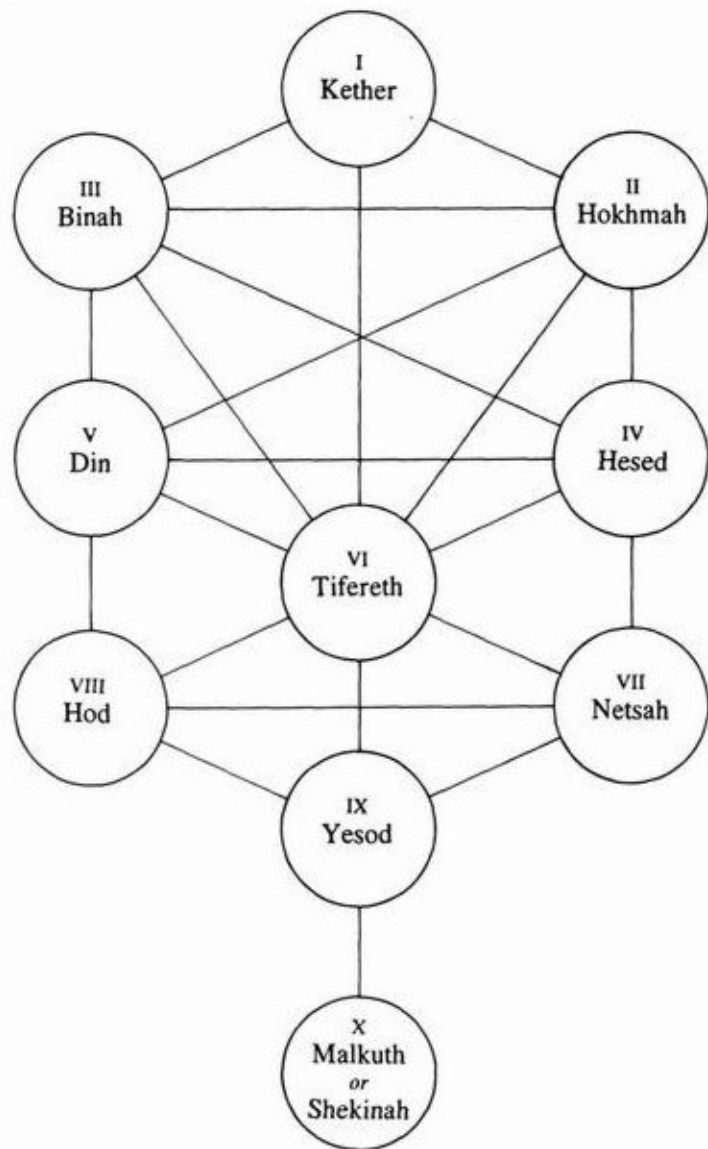 I
Kether
III
Binah
II
Hokhmah
V
Din
IV
Hesed
VI
Tifereth
VIII
Hod
VII
Netsah
IX
Yesod
X
Malkuth
or
Shekinah